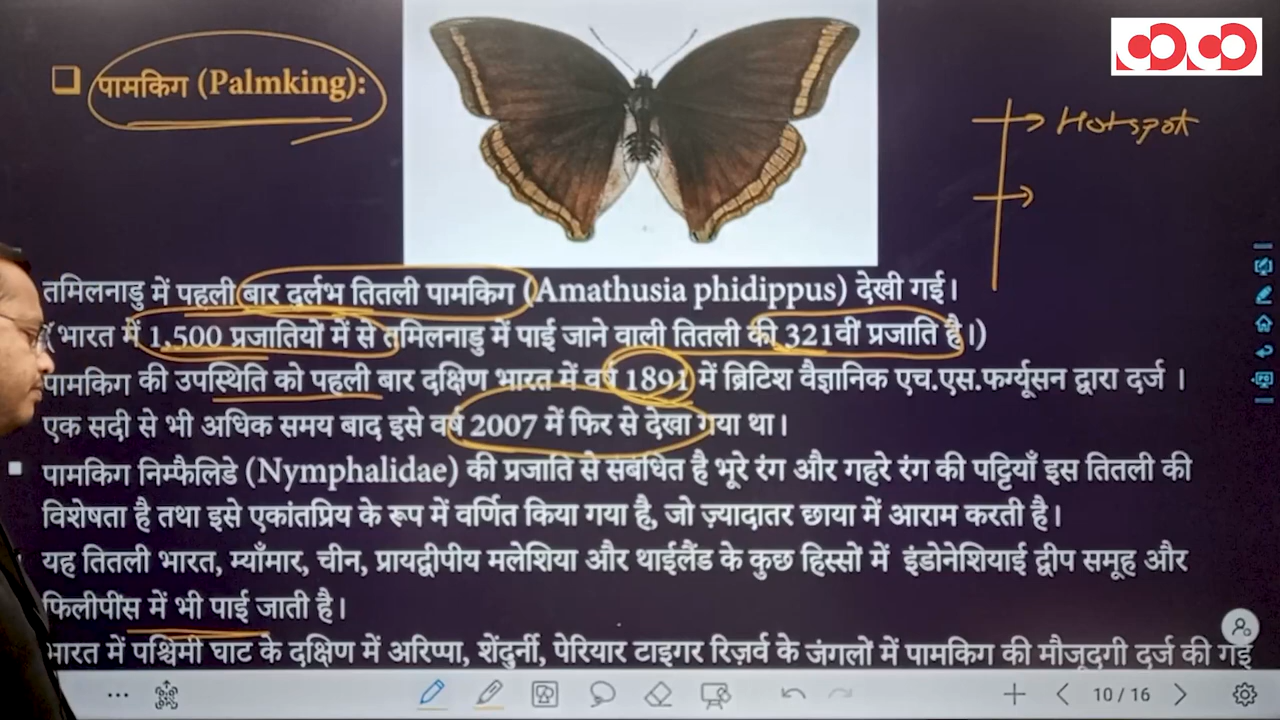 पामकिग (Palmking):
Hotspot
तमिलनाडु में पहली बार दुर्लभ तितली पामकिग (Amathusia phidippus) देखी गई।
(भारत में 1,500 प्रजातियों में से तमिलनाडु में पाई जाने वाली तितली की 321वीं प्रजाति है।)
पामकिग की उपस्थिति को पहली बार दक्षिण भारत में वर्ष 1891 में ब्रिटिश वैज्ञानिक एच.एस.फर्ग्यूसन द्वारा दर्ज ।
एक सदी से भी अधिक समय बाद इसे वर्ष 2007 में फिर से देखा गया था।
पामकिग निम्फैलिडे (Nymphalidae) की प्रजाति से संबंधित है भूरे रंग और गहरे रंग की पट्टियाँ इस तितली की
विशेषता है तथा इसे एकांतप्रिय के रूप में वर्णित किया गया है, जो ज़्यादातर छाया में आराम करती है।
यह तितली भारत, म्याँमार, चीन, प्रायद्वीपीय मलेशिया और थाईलैंड के कुछ हिस्सों में इंडोनेशियाई द्वीप समूह और
फिलीपींस में भी पाई जाती है।
भारत में पश्चिमी घाट के दक्षिण में अरिप्पा, शेंदुर्नी, पेरियार टाइगर रिज़र्व के जंगलों में पामकिग की मौजूदगी दर्ज की गई
10 / 16